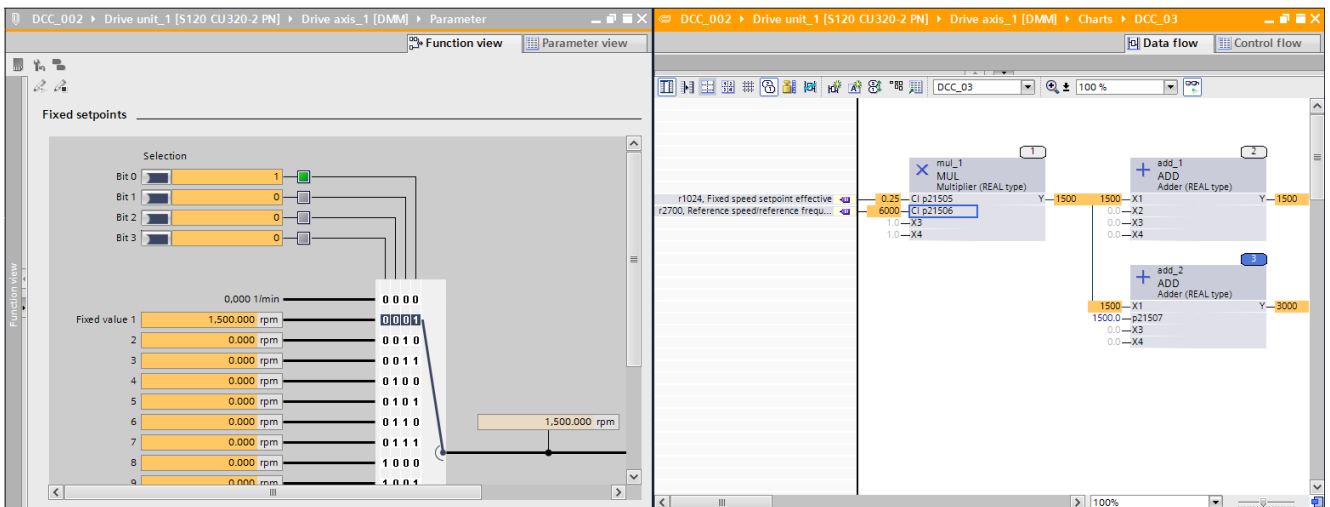 DCC_002 ▸ Drive unit_1 [S120 CU320-2 PN] ▸ Drive axis_1 [DMM] ▸ Parameter
Function view
Parameter view
Fixed setpoints
Selection
Bit 0 1
Bit 1 0
Bit 2 0
Bit 3 0
Function view
0,000 1/min 0 0 0 0
Fixed value 1 1,500.000 rpm 0 0 0 1
2 0.000 rpm 0 0 1 0
3 0.000 rpm 0 0 1 1
4 0.000 rpm 0 1 0 0
5 0.000 rpm 0 1 0 1
6 0.000 rpm 0 1 1 0
1,500.000 rpm
7 0.000 rpm 0 1 1 1
8 0.000 rpm 1 0 0 0
9 0.000 rpm 1 0 0 1
DCC_002 ▸ Drive unit_1 [S120 CU320-2 PN] ▸ Drive axis_1 [DMM] ▸ Charts ▸ DCC_03
Data flow
Control flow
DCC_03
100 %
r1024, Fixed speed setpoint effective
r2700, Reference speed/reference frequ...
1
mul_1
MUL
Multiplier (REAL type)
0.25 CI p21505 Y 1500
6000 CI p21506
1.0 X3
1.0 X4
2
add_1
ADD
Adder (REAL type)
1500 X1 Y 1500
0.0 X2
0.0 X3
0.0 X4
3
add_2
ADD
Adder (REAL type)
1500 X1 Y 3000
1500.0 p21507
0.0 X3
0.0 X4
100%